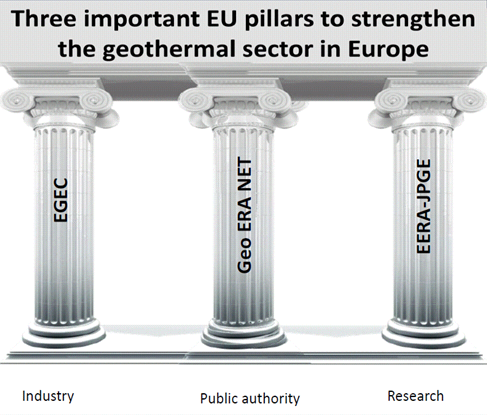 Three important EU pillars to strengthen
the geothermal sector in Europe
EGEC
Geo ERA NET
EERA-JPGE
Industry
Public authority
Research